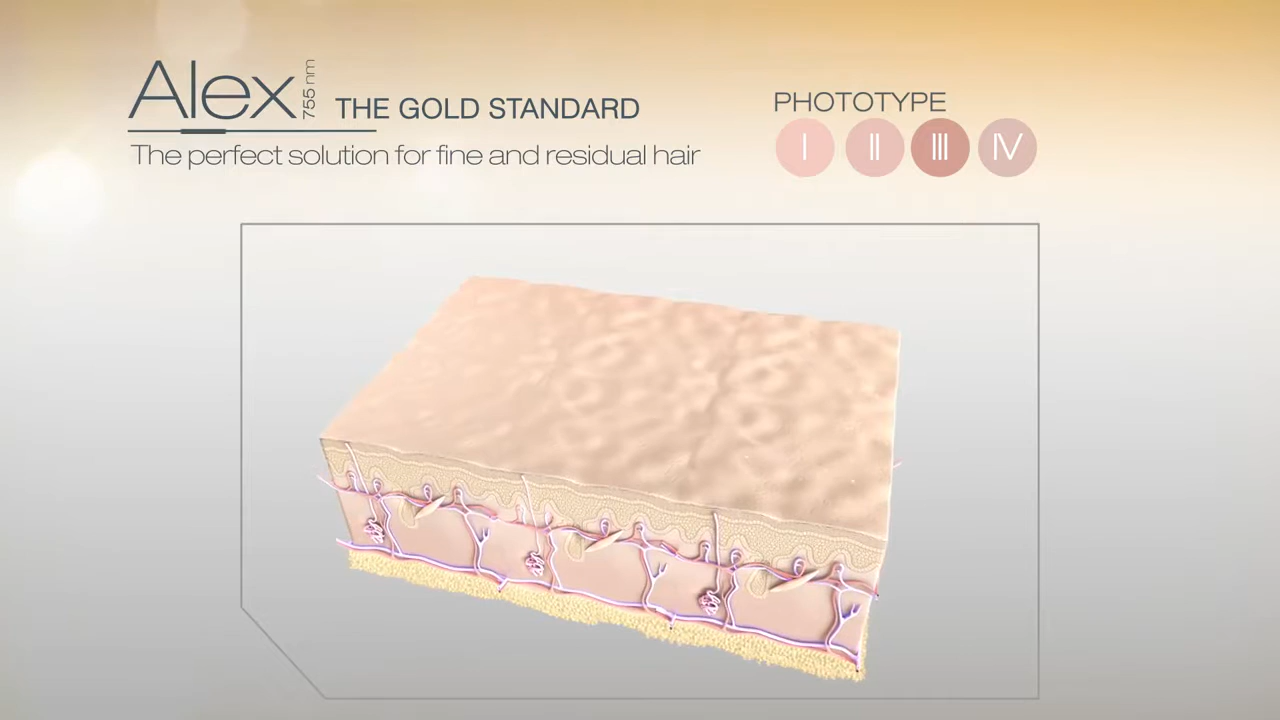 Alex 755 nm THE GOLD STANDARD
The perfect solution for fine and residual hair
PHOTOTYPE
I II III IV